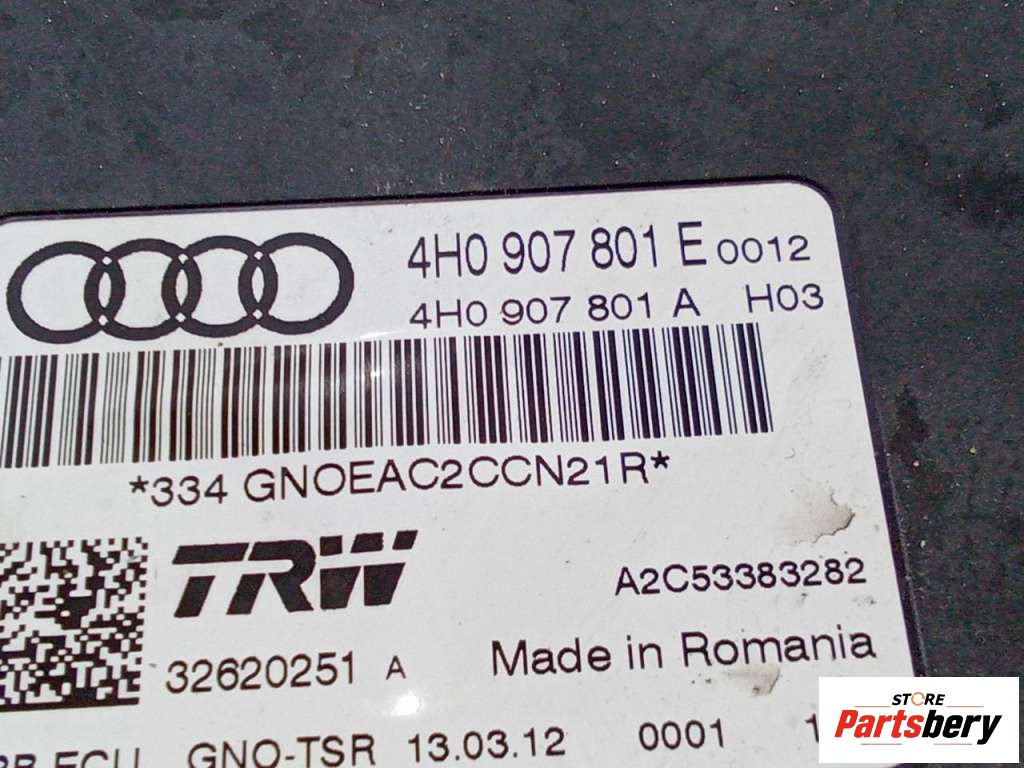 4H0 907 801 E 0012
4H0 907 801 A H03
*334 GNOEAC2CCN21R*
TRW
A2C53383282
32620251 A Made in Romania
ECU GNO-TSR 13.03.12 0001
STORE
Partsbery